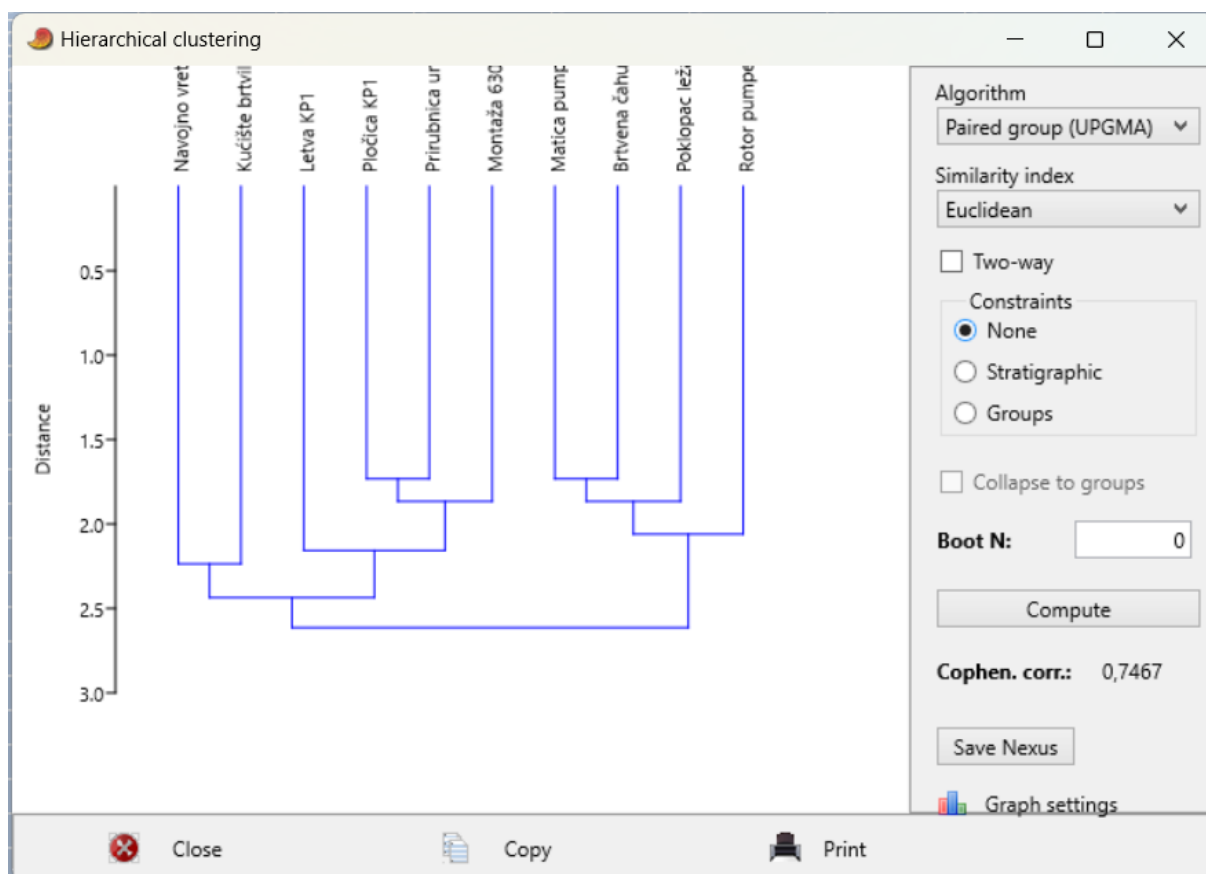 Hierarchical clustering
Navojno vret
Kućište brtvil
Letva KP1
Pločica KP1
Prirubnica ur
Montaža 630
Matica pump
Brtvena čahu
Poklopac leža
Rotor pumpe
0.5
1.0
1.5
2.0
2.5
3.0
Distance
Algorithm
Paired group (UPGMA)
Similarity index
Euclidean
Two-way
Constraints
None
Stratigraphic
Groups
Collapse to groups
Boot N: 0
Compute
Cophen. corr.: 0,7467
Save Nexus
Graph settings
Close Copy Print